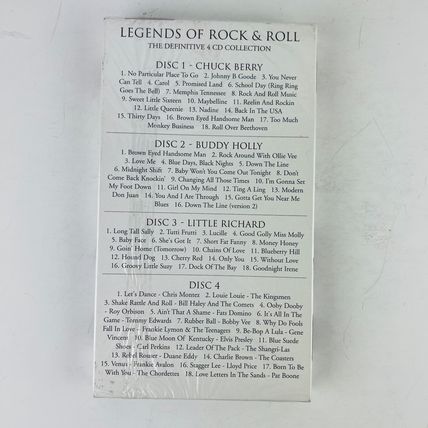 LEGENDS OF ROCK & ROLL
THE DEFINITIVE 4 CD COLLECTION
DISC 1 - CHUCK BERRY
1. No Particular Place To Go 2. Johnny B Goode 3. You Never
Can Tell 4. Carol 5. Promised Land 6. School Day (Ring Ring
Goes The Bell) 7. Memphis Tennessee 8. Rock And Roll Music
9. Sweet Little Sixteen 10. Maybelline 11. Reelin And Rockin
12. Little Queenie 13. Nadine 14. Back In The USA
15. Thirty Days 16. Brown Eyed Handsome Man 17. Too Much
Monkey Business 18. Roll Over Beethoven
DISC 2 - BUDDY HOLLY
1. Brown Eyed Handsome Man 2. Rock Around With Ollie Vee
3. Love Me 4. Blue Days, Black Nights 5. Down The Line
6. Midnight Shift 7. Baby Won't You Come Out Tonight 8. Don't
Come Back Knockin' 9. Changing All Those Times 10. I'm Gonna Set
My Foot Down 11. Girl On My Mind 12. Ting A Ling 13. Modern
Don Juan 14. You And I Are Through 15. Gotta Get You Near Me
Blues 16. Down The Line (version 2)
DISC 3 - LITTLE RICHARD
1. Long Tall Sally 2. Tutti Frutti 3. Lucille 4. Good Golly Miss Molly
5. Baby Face 6. She's Got It 7. Short Fat Fanny 8. Money Honey
9. Goin' Home (Tomorrow) 10. Chains Of Love 11. Blueberry Hill
12. Hound Dog 13. Cherry Red 14. Only You 15. Without Love
16. Groovy Little Suzy 17. Dock Of The Bay 18. Goodnight Irene
DISC 4
1. Let's Dance - Chris Montez 2. Louie Louie - The Kingsmen
3. Shake Rattle And Roll - Bill Haley And The Comets 4. Ooby Dooby
- Roy Orbison 5. Ain't That A Shame - Fats Domino 6. It's All In The
Game - Tommy Edwards 7. Rubber Ball - Bobby Vee 8. Why Do Fools
Fall In Love - Frankie Lymon & The Teenagers 9. Be-Bop A Lula - Gene
Vincent 10. Blue Moon Of Kentucky - Elvis Presley 11. Blue Suede
Shoes - Carl Perkins 12. Leader Of The Pack - The Shangri-Las
13. Rebel Rouser - Duane Eddy 14. Charlie Brown - The Coasters
15. Venus - Frankie Avalon 16. Stagger Lee - Lloyd Price 17. Born To Be
With You - The Chordettes 18. Love Letters In The Sands - Pat Boone